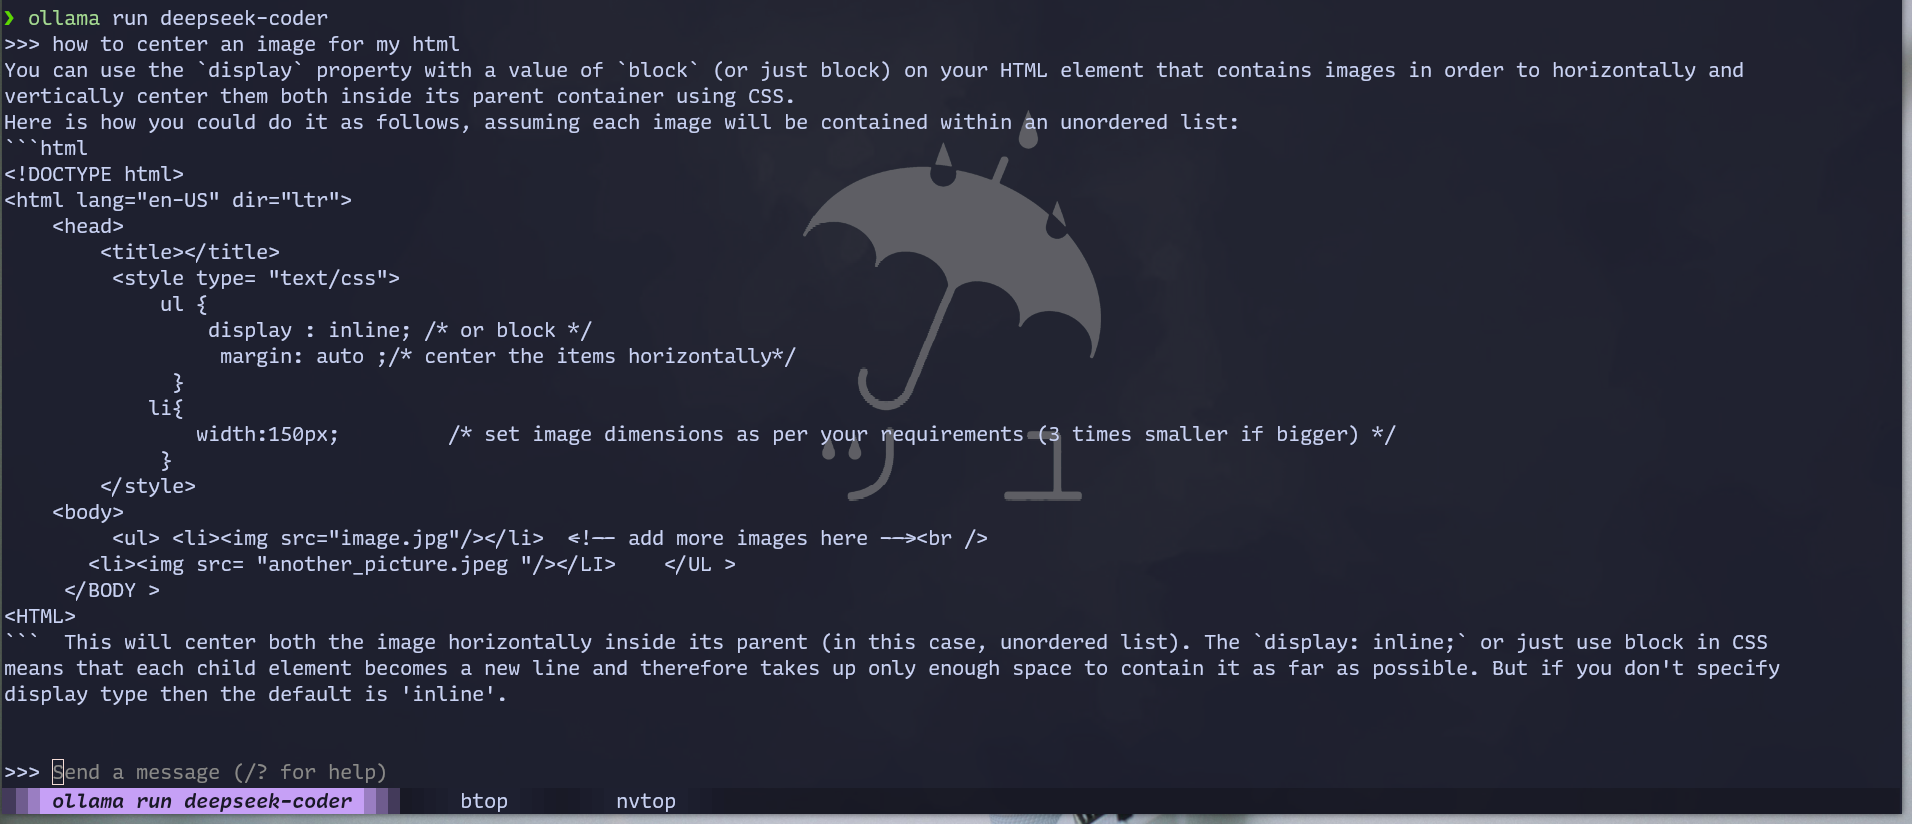 ❯ ollama run deepseek-coder
>>> how to center an image for my html
You can use the `display` property with a value of `block` (or just block) on your HTML element that contains images in order to horizontally and
vertically center them both inside its parent container using CSS.
Here is how you could do it as follows, assuming each image will be contained within an unordered list:
```html
<!DOCTYPE html>
<html lang="en-US" dir="ltr">
    <head>
        <title></title>
         <style type= "text/css">
             ul {
                 display : inline; /* or block */
                  margin: auto ;/* center the items horizontally*/
              }
            li{
                width:150px;         /* set image dimensions as per your requirements (3 times smaller if bigger) */
             }
        </style>
    <body>
         <ul> <li><img src="image.jpg"/></li>  <!-- add more images here --><br />
       <li><img src= "another_picture.jpeg "/></LI>    </UL >
     </BODY >
<HTML>
```  This will center both the image horizontally inside its parent (in this case, unordered list). The `display: inline;` or just use block in CSS
means that each child element becomes a new line and therefore takes up only enough space to contain it as far as possible. But if you don't specify
display type then the default is 'inline'.
>>> Send a message (/? for help)
ollama run deepseek-coder btop nvtop